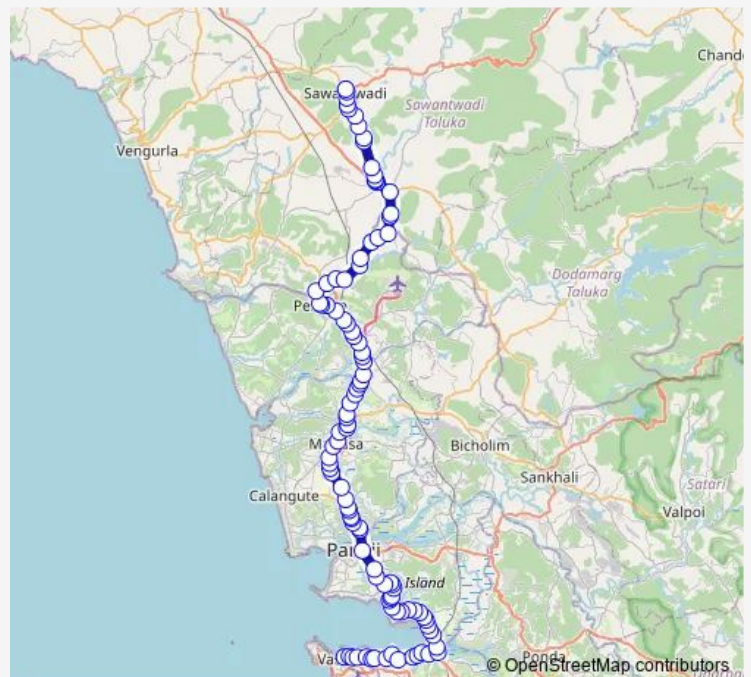 Chand
Sawantwadi
Sawantwadi
Taluka
Vengurla
Dodamarg
Taluka
Bicholim
Sankhali
Calangute
Satari
Valpoi
Island
Ponda
© OpenStreetMap contributors